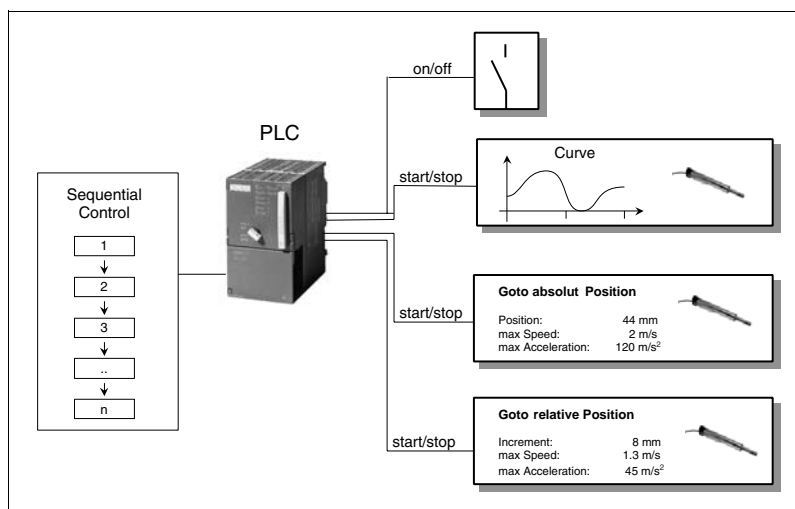 on/off
PLC
Curve
start/stop
Sequential
Control
1
2
3
..
n
start/stop
Goto absolut Position
Position: 44 mm
max Speed: 2 m/s
max Acceleration: 120 m/s²
start/stop
Goto relative Position
Increment: 8 mm
max Speed: 1.3 m/s
max Acceleration: 45 m/s²